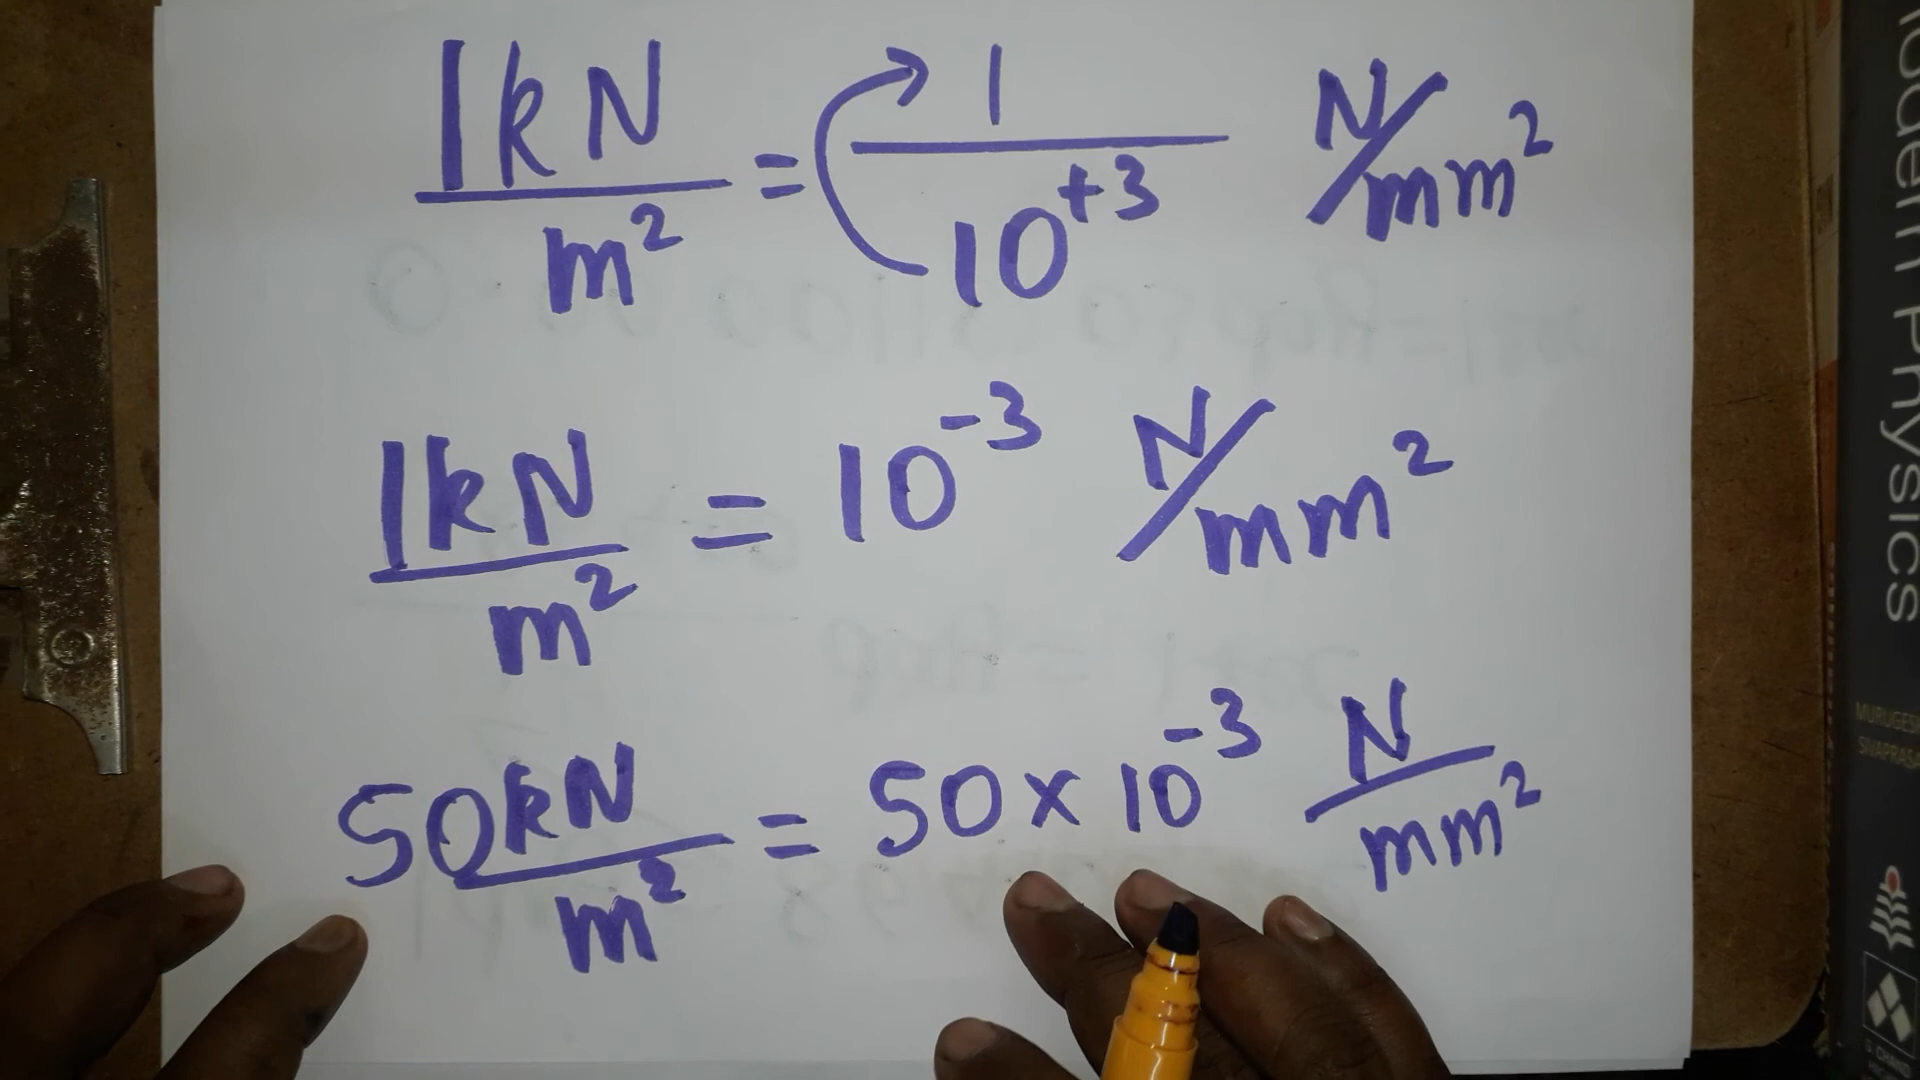 1kN/m² = 1/10⁺³ N/mm²
1kN/m² = 10⁻³ N/mm²
50kN/m² = 50 × 10⁻³ N/mm²
Modern Physics